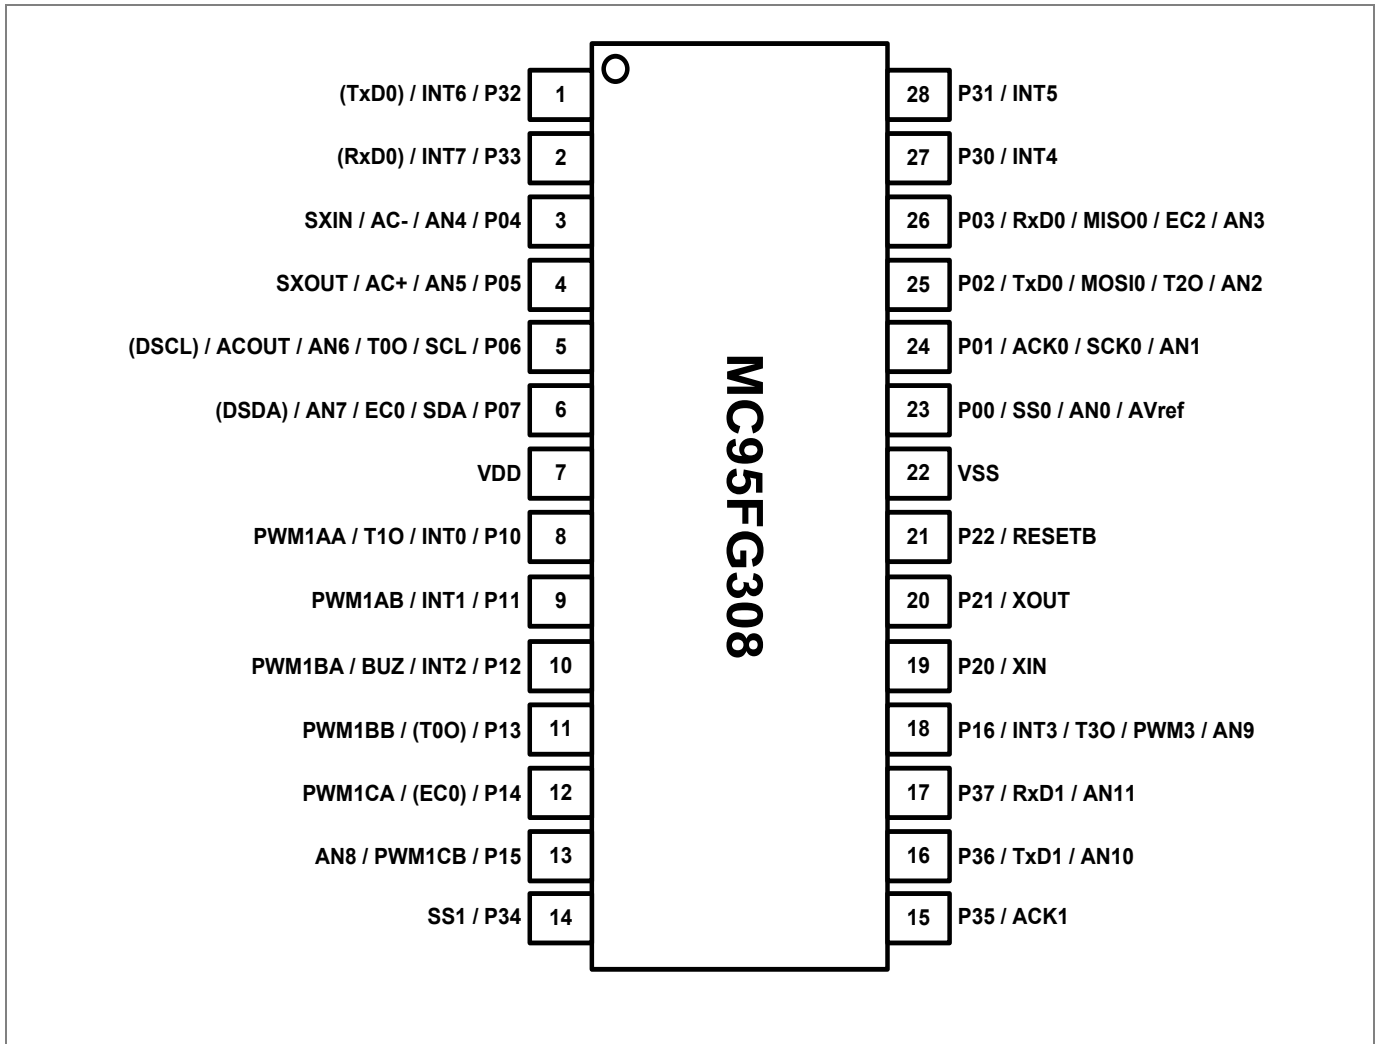 (TxD0) / INT6 / P32 1
(RxD0) / INT7 / P33 2
SXIN / AC- / AN4 / P04 3
SXOUT / AC+ / AN5 / P05 4
(DSCL) / ACOUT / AN6 / T0O / SCL / P06 5
(DSDA) / AN7 / EC0 / SDA / P07 6
VDD 7
PWM1AA / T1O / INT0 / P10 8
PWM1AB / INT1 / P11 9
PWM1BA / BUZ / INT2 / P12 10
PWM1BB / (T0O) / P13 11
PWM1CA / (EC0) / P14 12
AN8 / PWM1CB / P15 13
SS1 / P34 14
MC95FG308
28 P31 / INT5
27 P30 / INT4
26 P03 / RxD0 / MISO0 / EC2 / AN3
25 P02 / TxD0 / MOSI0 / T2O / AN2
24 P01 / ACK0 / SCK0 / AN1
23 P00 / SS0 / AN0 / AVref
22 VSS
21 P22 / RESETB
20 P21 / XOUT
19 P20 / XIN
18 P16 / INT3 / T3O / PWM3 / AN9
17 P37 / RxD1 / AN11
16 P36 / TxD1 / AN10
15 P35 / ACK1